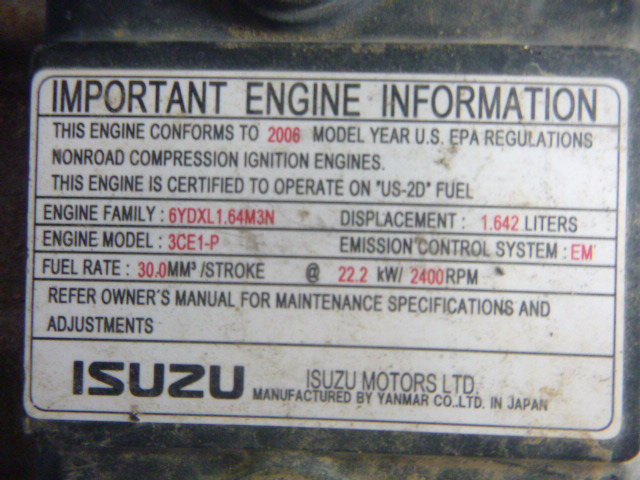 IMPORTANT ENGINE INFORMATION
THIS ENGINE CONFORMS TO 2006 MODEL YEAR U.S. EPA REGULATIONS
NONROAD COMPRESSION IGNITION ENGINES.
THIS ENGINE IS CERTIFIED TO OPERATE ON "US-2D" FUEL
ENGINE FAMILY : 6YDXL1.64M3N DISPLACEMENT : 1.642 LITERS
ENGINE MODEL : 3CE1-P EMISSION CONTROL SYSTEM : EM
FUEL RATE : 30.0MM³/STROKE @ 22.2 kW/ 2400RPM
REFER OWNER'S MANUAL FOR MAINTENANCE SPECIFICATIONS AND
ADJUSTMENTS
ISUZU ISUZU MOTORS LTD.
MANUFACTURED BY YANMAR CO.,LTD. IN JAPAN